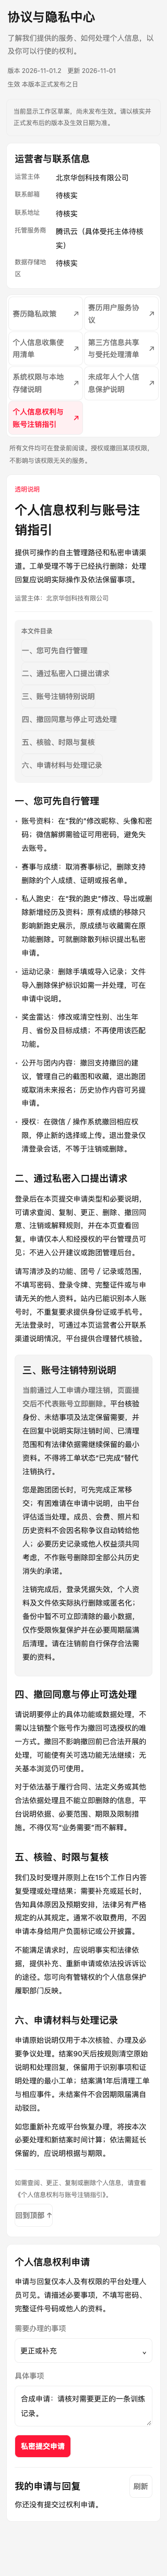 协议与隐私中心
了解我们提供的服务、如何处理个人信息，以
及你可以行使的权利。
版本 2026-11-01.2 更新 2026-11-01
生效 本版本正式发布之日
当前显示工作区草案，尚未发布生效。请以核实并
正式发布后的版本及生效日期为准。
运营者与联系信息
运营主体 北京华创科技有限公司
联系邮箱 待核实
联系地址 待核实
托管服务商 腾讯云（具体受托主体待核
实）
数据存储地 待核实
区
赛历隐私政策 ↗
赛历用户服务协 ↗
议
个人信息收集使 ↗
用清单
第三方信息共享 ↗
与受托处理清单
系统权限与本地 ↗
存储说明
未成年人个人信 ↗
息保护说明
个人信息权利与 ↗
账号注销指引
所有文件均可在登录前阅读。授权或撤回某项权限，
不影响与该权限无关的服务。
透明说明
个人信息权利与账号注
销指引
提供可操作的自主管理路径和私密申请渠
道。工单受理不等于已经执行删除；处理
回复应说明实际操作及依法保留事项。
运营主体：北京华创科技有限公司
本文件目录
一、您可先自行管理
二、通过私密入口提出请求
三、账号注销特别说明
四、撤回同意与停止可选处理
五、核验、时限与复核
六、申请材料与处理记录
一、您可先自行管理
• 账号资料：在“我的”修改昵称、头像和密
码；微信解绑需验证可用密码，避免失
去账号。
• 赛事与成绩：取消赛事标记，删除支持
删除的个人成绩、证明或报名单。
• 私人跑史：在“我的跑史”修改、导出或删
除新增经历及资料；原有成绩的移除只
影响新跑史展示，原成绩与收藏需在原
功能删除。可就删除散列标识提出私密
申请。
• 运动记录：删除手填或导入记录；文件
导入删除保护标识如需一并处理，可在
申请中说明。
• 奖金雷达：修改或清空性别、出生年
月、省份及目标成绩；不再使用该匹配
功能。
• 公开与团内内容：撤回支持撤回的建
议，管理自己的截图和收藏，退出跑团
或取消未来报名；历史协作内容可另提
申请。
• 授权：在微信 / 操作系统撤回相应权
限，停止新的选择或上传。退出登录仅
清登录会话，不等于注销或删除。
二、通过私密入口提出请求
登录后在本页提交申请类型和必要说明，
可请求查阅、复制、更正、删除、撤回同
意、注销或解释规则，并在本页查看回
复。申请仅本人和经授权的平台管理员可
见；不进入公开建议或跑团管理后台。
请写清涉及的功能、团号 / 记录或范围，
不填写密码、登录令牌、完整证件或与申
请无关的他人资料。站内已能识别本人账
号时，不重复要求提供身份证或手机号。
无法登录时，可通过本页运营者公开联系
渠道说明情况，平台提供合理替代核验。
三、账号注销特别说明
当前通过人工申请办理注销，页面提
交后不代表账号立即删除。平台核验
身份、未结事项及法定保留需要，并
在回复中说明实际注销时间、已清理
范围和有法律依据需继续保留的最小
资料。不得将工单状态“已完成”替代
注销执行。
您是跑团团长时，可先完成正常移
交；有困难请在申请中说明，由平台
评估适当处理。成员、会费、照片和
历史资料不会因名称争议自动转给他
人；必要历史记录或他人权益须共同
考虑，不作账号删除即全部公共历史
消失的承诺。
注销完成后，登录凭据失效，个人资
料及文件依实际执行删除或匿名化；
备份中暂不可立即清除的最小数据，
仅作受限恢复保护并在必要周期届满
后清理。请在注销前自行保存合法需
要的资料。
四、撤回同意与停止可选处理
请说明要停止的具体功能或数据处理，不
需以注销整个账号作为撤回可选授权的唯
一方式。撤回不影响撤回前已合法开展的
处理，可能使有关可选功能无法继续；无
关基本浏览仍可使用。
对于依法基于履行合同、法定义务或其他
合法依据处理且不能立即删除的信息，平
台说明依据、必要范围、期限及限制措
施。不得仅写“业务需要”而不解释。
五、核验、时限与复核
我们及时受理并原则上在15个工作日内答
复受理或处理结果；需要补充或延长时，
告知具体原因及预期安排，法律另有严格
规定的从其规定。通常不收取费用，不因
申请本身给用户负面标记或公开披露。
不能满足请求时，应说明事实和法律依
据，提供补充、重新申请或依法投诉诉讼
的途径。您可向有管辖权的个人信息保护
履职部门反映。
六、申请材料与处理记录
申请原始说明仅用于本次核验、办理及必
要争议处理。结案90天后按规则清空原始
说明和处理回复，保留用于识别事项和证
明处理的最小工单；结案满1年后清理工单
与相应事件。未结案件不会因期限届满自
动驳回。
如您重新补充或平台恢复办理，将按本次
必要处理和新结案时间计算；依法需延长
保留的，应说明根据与期限。
如需查阅、更正、复制或删除个人信息，请查看
《个人信息权利与账号注销指引》。
回到顶部 ↑
个人信息权利申请
申请与回复仅本人及有权限的平台处理人
员可见。请描述必要事项，不填写密码、
完整证件号码或他人的资料。
需要办理的事项
更正或补充
具体事项
合成申请：请核对需要更正的一条训练
记录。
私密提交申请
我的申请与回复 刷新
你还没有提交过权利申请。